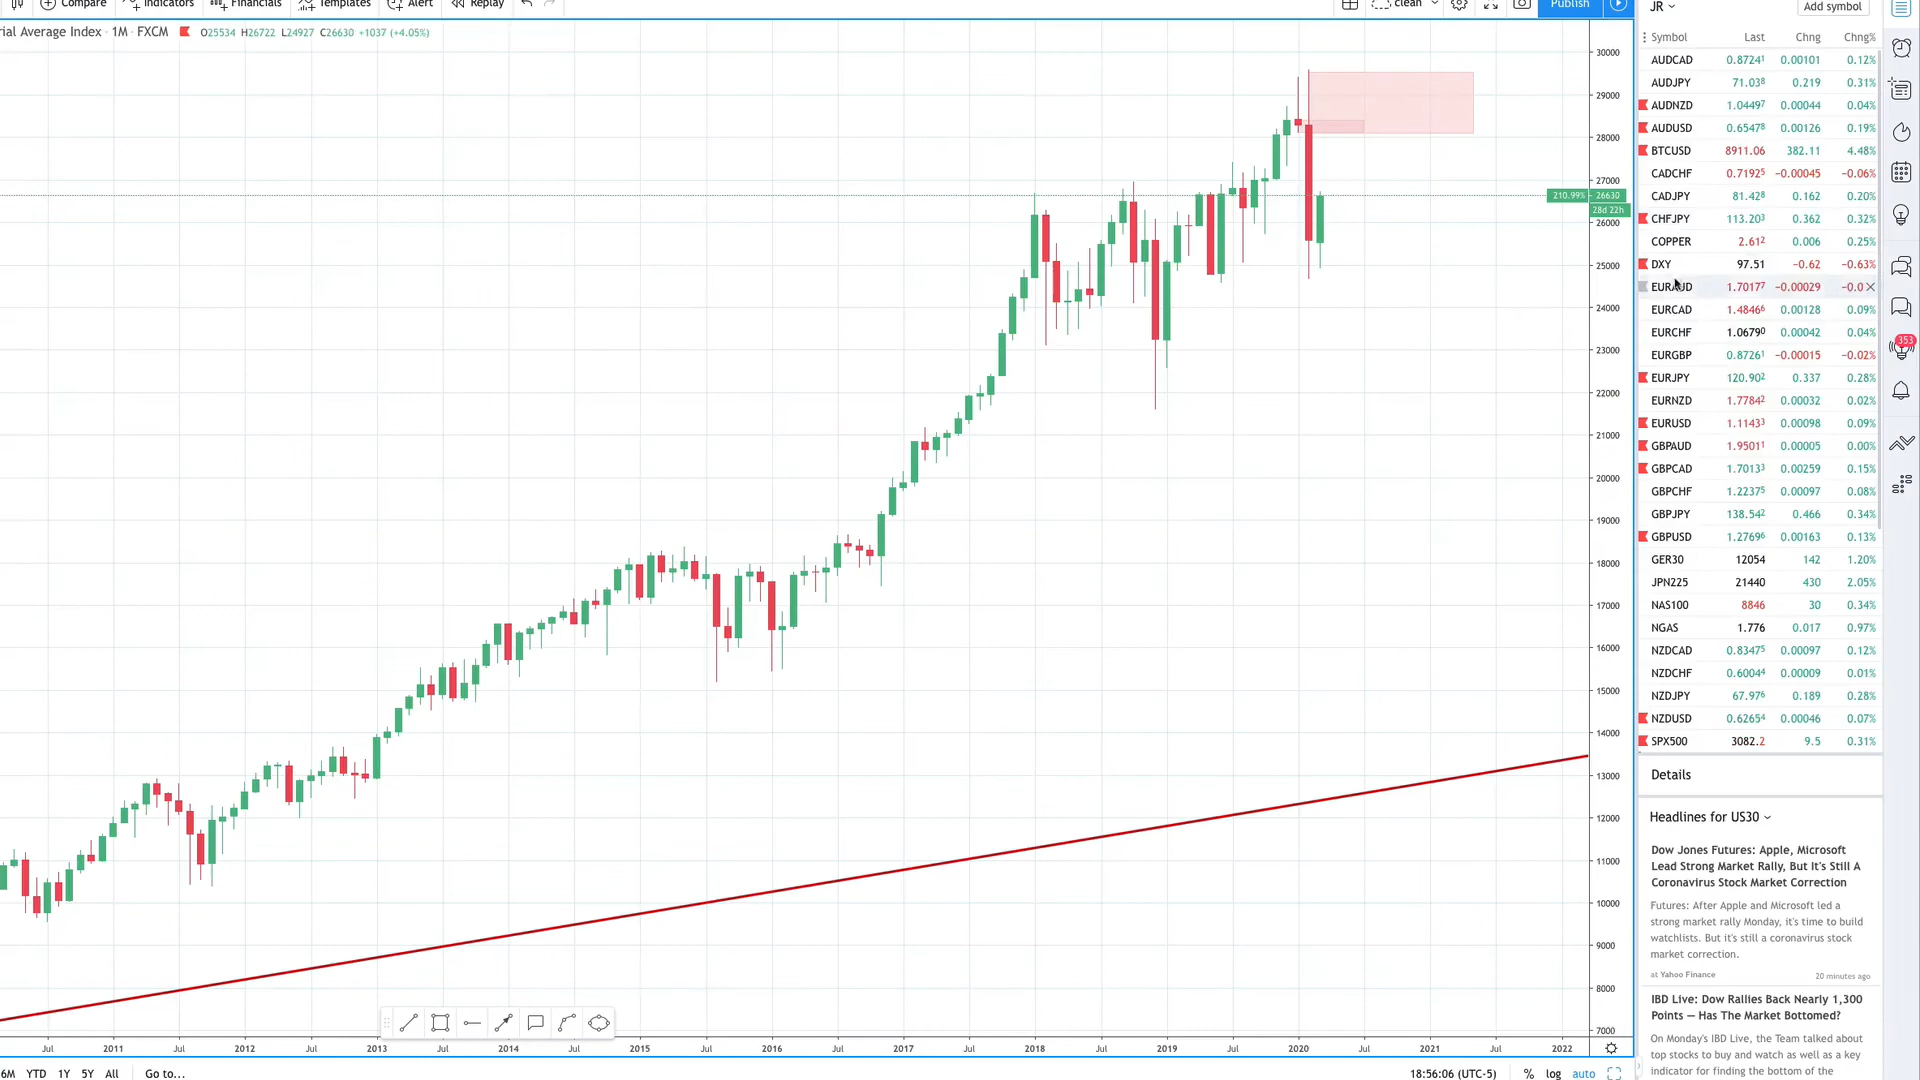 Compare Indicators Financials Templates Alert Replay clean Publish JR Add symbol
rial Average Index · 1M · FXCM O25534 H26722 L24927 C26630 +1037 (+4.05%)
Symbol Last Chng Chng%
AUDCAD 0.87241 0.00101 0.12%
AUDJPY 71.038 0.219 0.31%
AUDNZD 1.04497 0.00044 0.04%
AUDUSD 0.65478 0.00126 0.19%
BTCUSD 8911.06 382.11 4.48%
CADCHF 0.71925 −0.00045 −0.06%
CADJPY 81.428 0.162 0.20%
CHFJPY 113.203 0.362 0.32%
COPPER 2.612 0.006 0.25%
DXY 97.51 −0.62 −0.63%
EURAUD 1.70177 −0.00029 −0.0
EURCAD 1.48466 0.00128 0.09%
EURCHF 1.06790 0.00042 0.04%
EURGBP 0.87261 −0.00015 −0.02%
EURJPY 120.902 0.337 0.28%
EURNZD 1.77842 0.00032 0.02%
EURUSD 1.11433 0.00098 0.09%
GBPAUD 1.95011 0.00005 0.00%
GBPCAD 1.70133 0.00259 0.15%
GBPCHF 1.22375 0.00097 0.08%
GBPJPY 138.542 0.466 0.34%
GBPUSD 1.27696 0.00163 0.13%
GER30 12054 142 1.20%
JPN225 21440 430 2.05%
NAS100 8846 30 0.34%
NGAS 1.776 0.017 0.97%
NZDCAD 0.83475 0.00097 0.12%
NZDCHF 0.60044 0.00009 0.01%
NZDJPY 67.976 0.189 0.28%
NZDUSD 0.62654 0.00046 0.07%
SPX500 3082.2 9.5 0.31%
353
30000
29000
28000
27000
210.99% 26630
28d 22h
26000
25000
24000
23000
22000
21000
20000
19000
18000
17000
16000
15000
14000
13000
12000
11000
10000
9000
8000
7000
Details
Headlines for US30
Dow Jones Futures: Apple, Microsoft
Lead Strong Market Rally, But It's Still A
Coronavirus Stock Market Correction
Futures: After Apple and Microsoft led a
strong market rally Monday, it's time to build
watchlists. But it's still a coronavirus stock
market correction.
at Yahoo Finance 20 minutes ago
IBD Live: Dow Rallies Back Nearly 1,300
Points — Has The Market Bottomed?
On Monday's IBD Live, the Team talked about
top stocks to buy and watch as well as a key
indicator for finding the bottom of the
Jul 2011 Jul 2012 Jul 2013 Jul 2014 Jul 2015 Jul 2016 Jul 2017 Jul 2018 Jul 2019 Jul 2020 Jul 2021 Jul 2022
6M YTD 1Y 5Y All Go to... 18:56:06 (UTC-5) % log auto